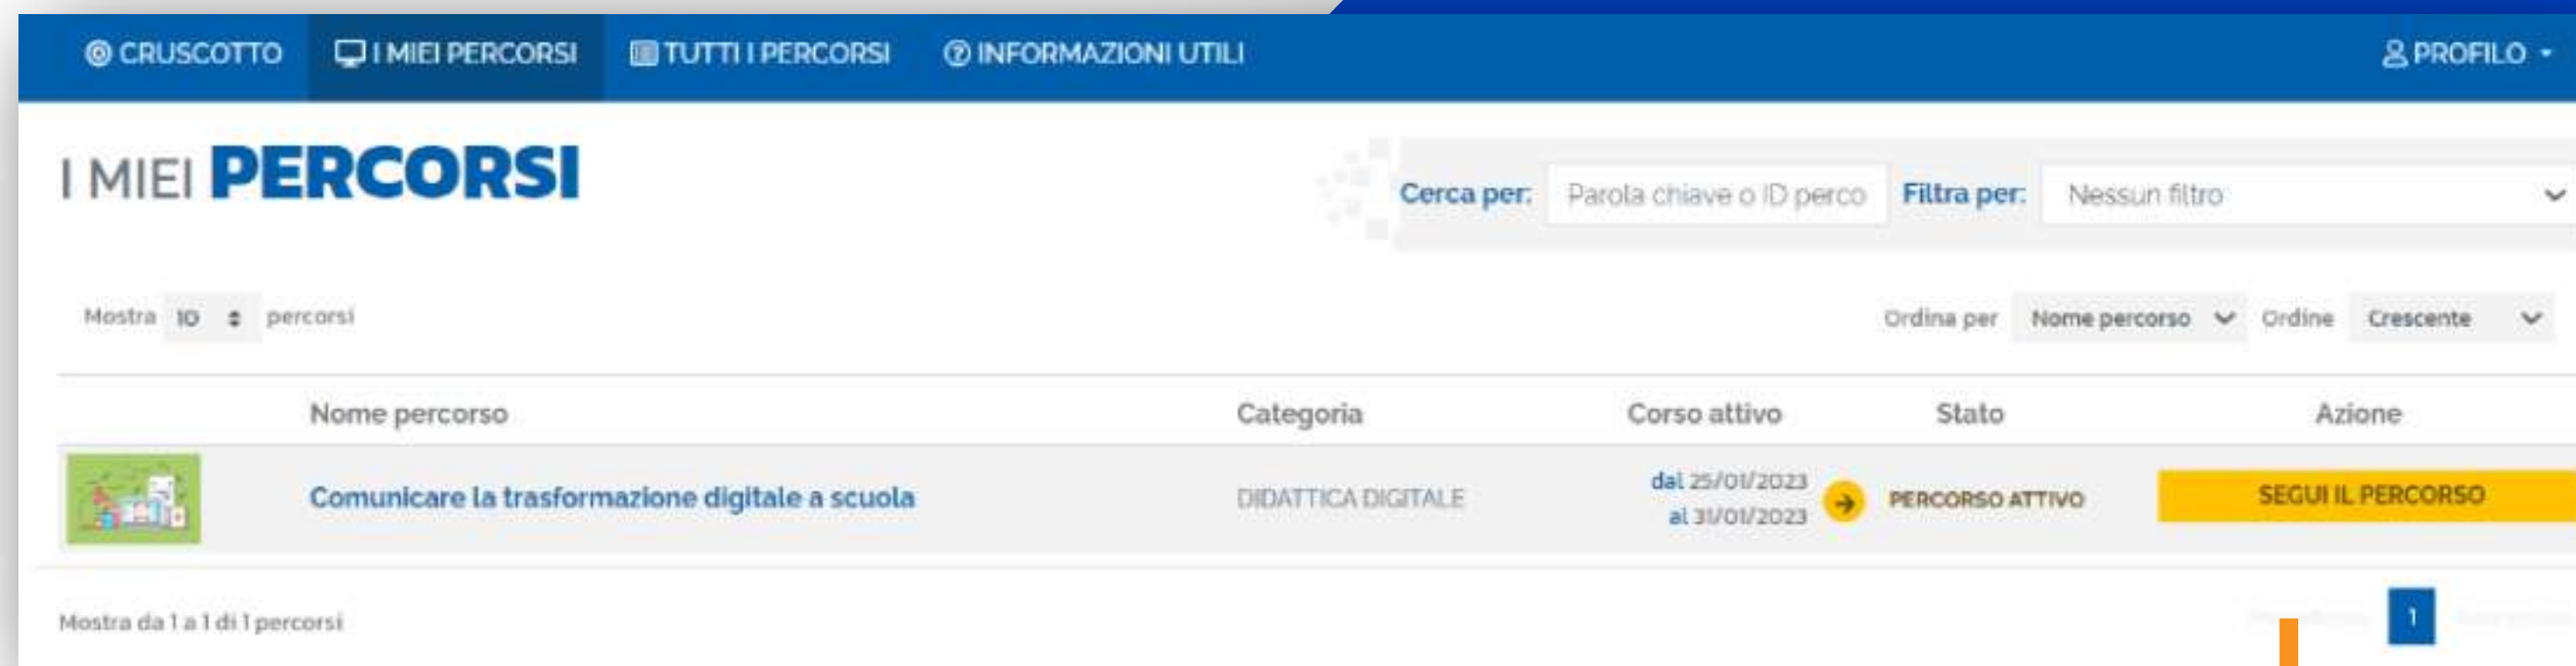 CRUSCOTTO I MIEI PERCORSI TUTTI I PERCORSI INFORMAZIONI UTILI PROFILO
I MIEI PERCORSI
Cerca per: Parola chiave o ID perco Filtra per: Nessun filtro
Mostra 10 percorsi Ordina per Nome percorso Ordine Crescente
Nome percorso Categoria Corso attivo Stato Azione
Comunicare la trasformazione digitale a scuola DIDATTICA DIGITALE dal 25/01/2023 PERCORSO ATTIVO SEGUI IL PERCORSO
al 31/01/2023
Mostra da 1 a 1 di 1 percorsi 1